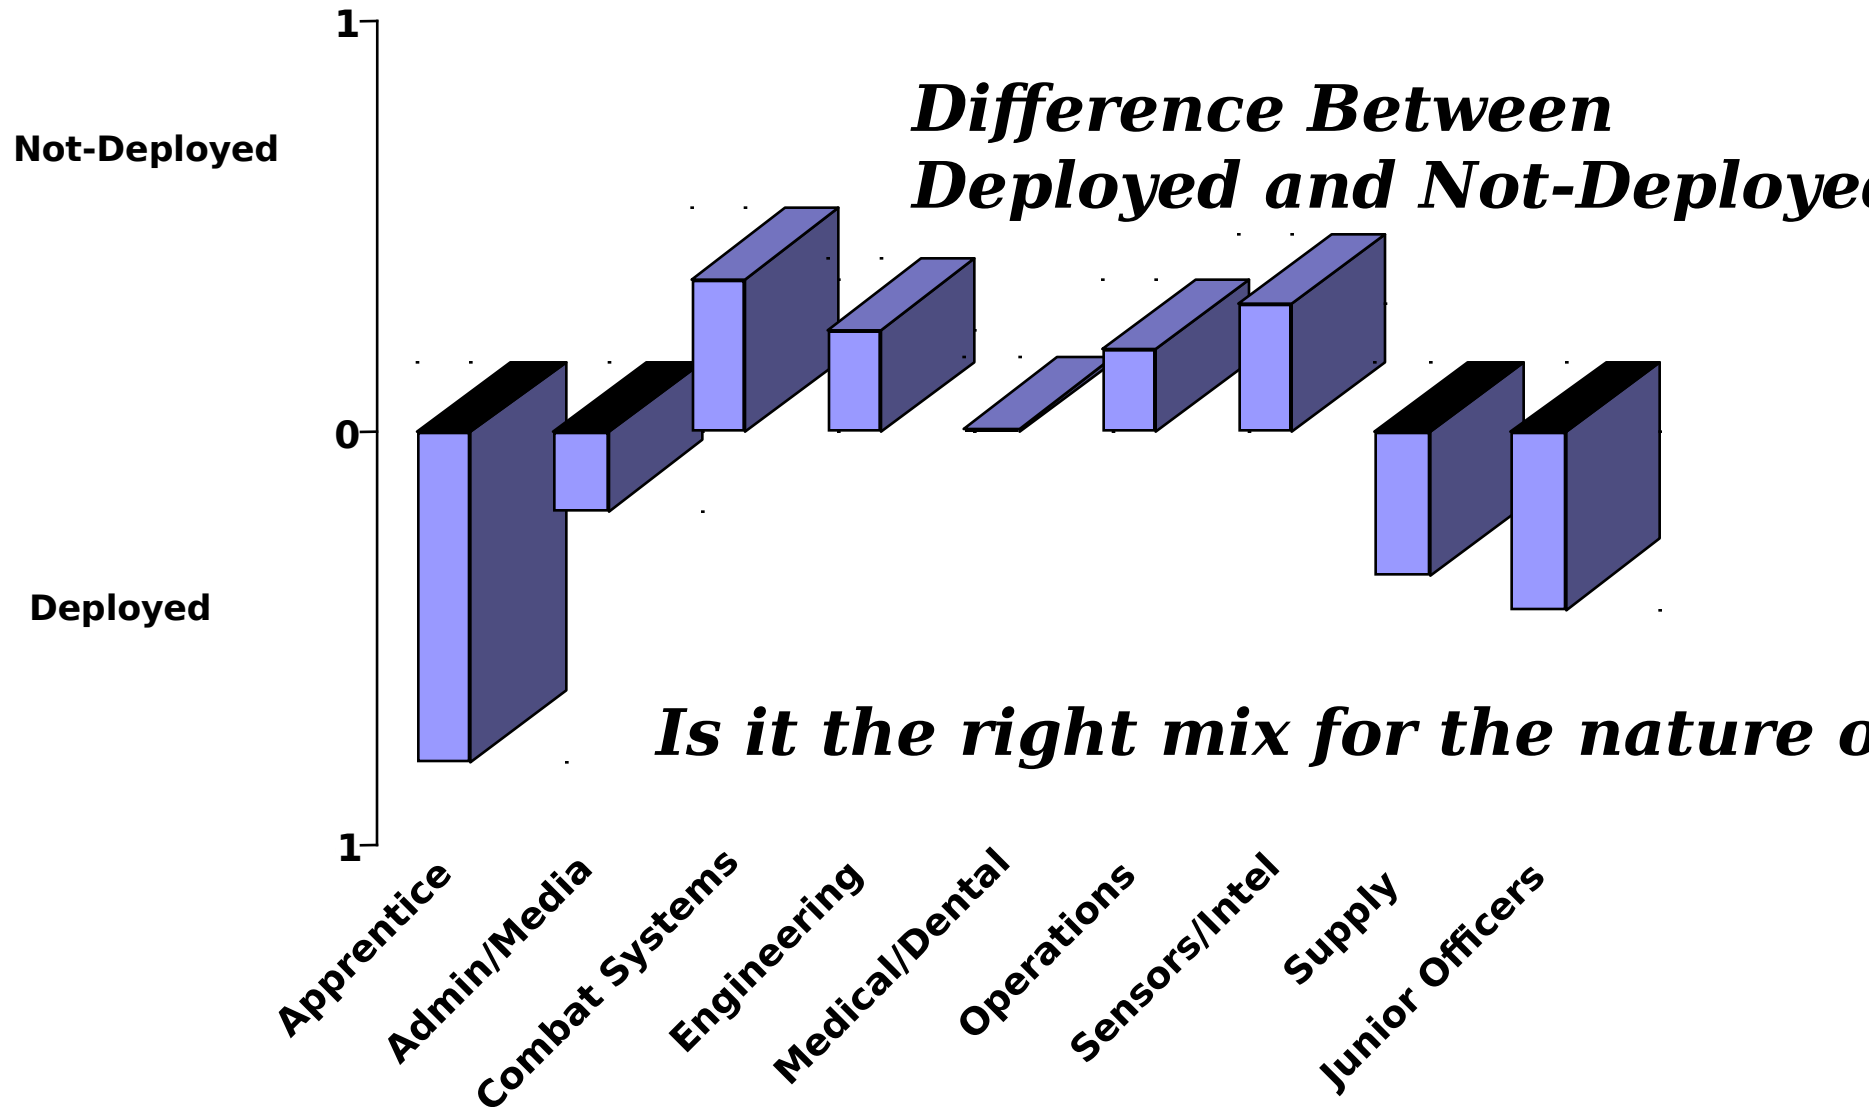 1
Difference Between
Not-Deployed
Deployed and Not-Deployed
0
Deployed
Is it the right mix for the nature
1
Apprentice
Admin/Media
Combat Systems
Engineering
Medical/Dental
Operations
Sensors/Intel
Supply
Junior Officers